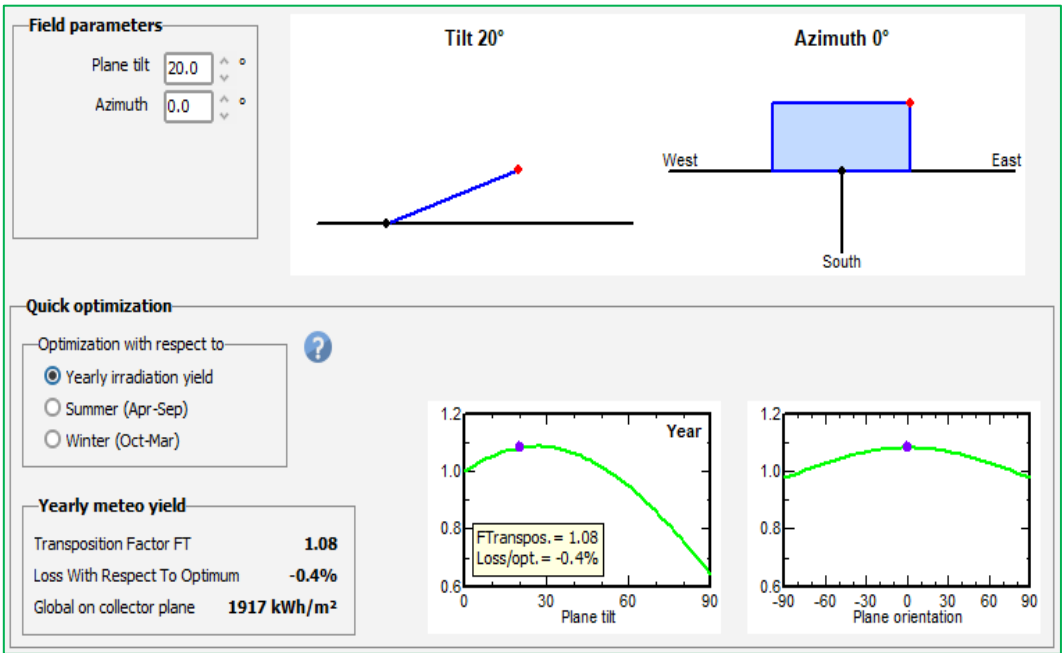 Field parameters
Plane tilt 20.0 °
Azimuth 0.0 °
Tilt 20°
Azimuth 0°
West
East
South
Quick optimization
Optimization with respect to
Yearly irradiation yield
Summer (Apr-Sep)
Winter (Oct-Mar)
?
Yearly meteo yield
Transposition Factor FT 1.08
Loss With Respect To Optimum -0.4%
Global on collector plane 1917 kWh/m²
1.2
1.0
0.8
0.6
Year
FTranspos. = 1.08
Loss/opt. = -0.4%
0 30 60 90
Plane tilt
1.2
1.0
0.8
0.6
-90 -60 -30 0 30 60 90
Plane orientation